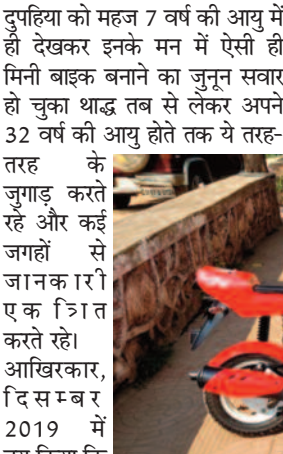 दुपहिया को महज 7 वर्ष की आयु में
ही देखकर इनके मन में ऐसी ही
मिनी बाइक बनाने का जुनून सवार
हो चुका थाद्ध तब से लेकर अपने
32 वर्ष की आयु होते तक ये तरह-
तरह के
जुगाड़ करते
रहे और कई
जगहों से
जानकारी
एकत्रित
करते रहे।
आखिरकार,
दिसम्बर
2019 में